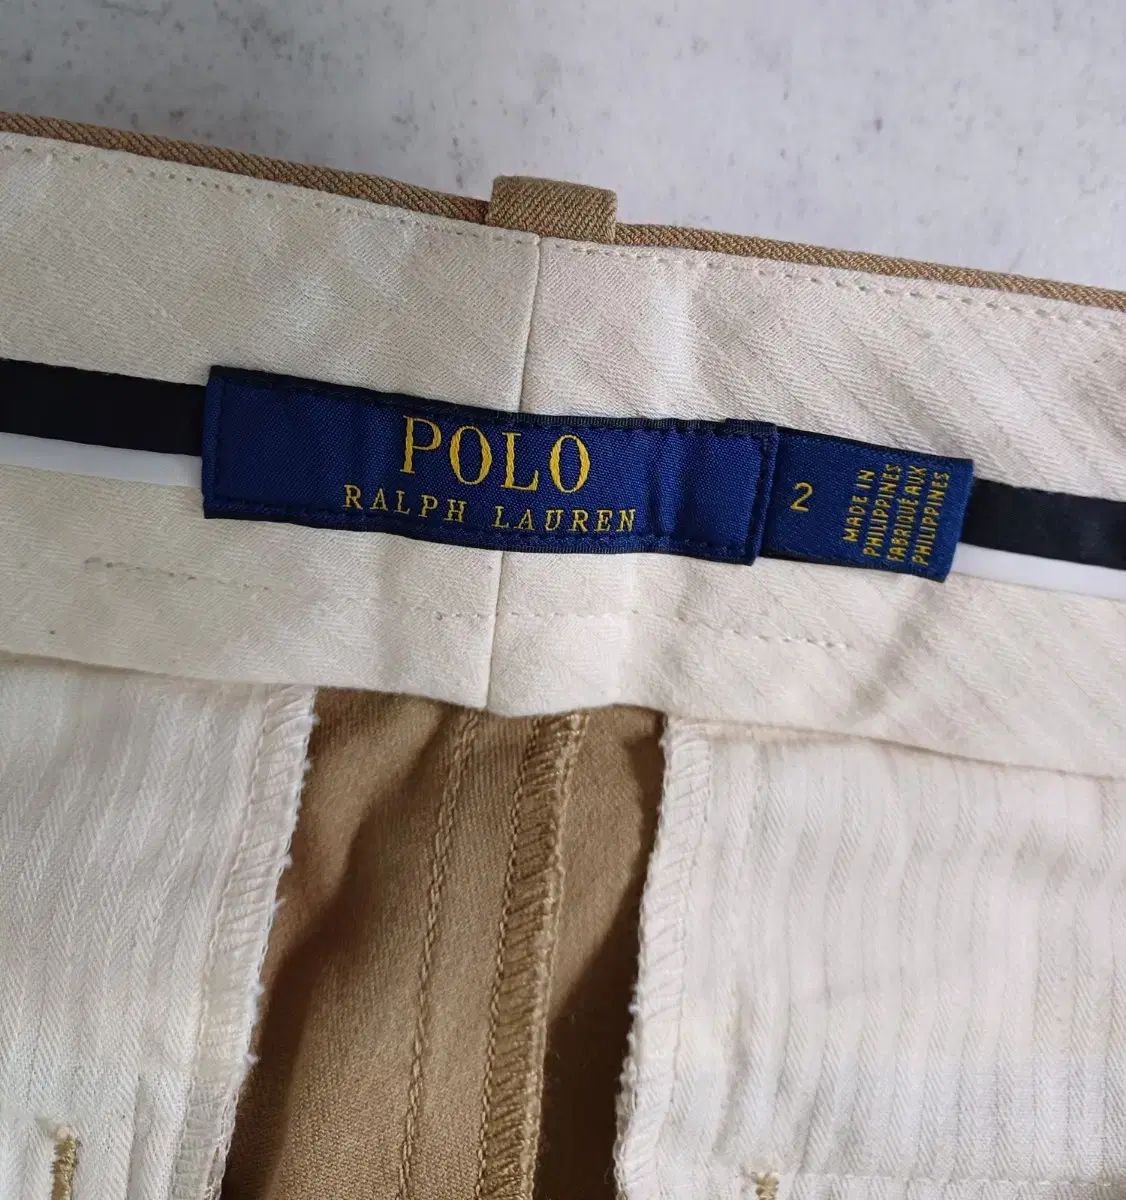 POLO
RALPH LAUREN
2
MADE IN
PHILIPPINES
FABRIQUÉ AUX
PHILIPPINES